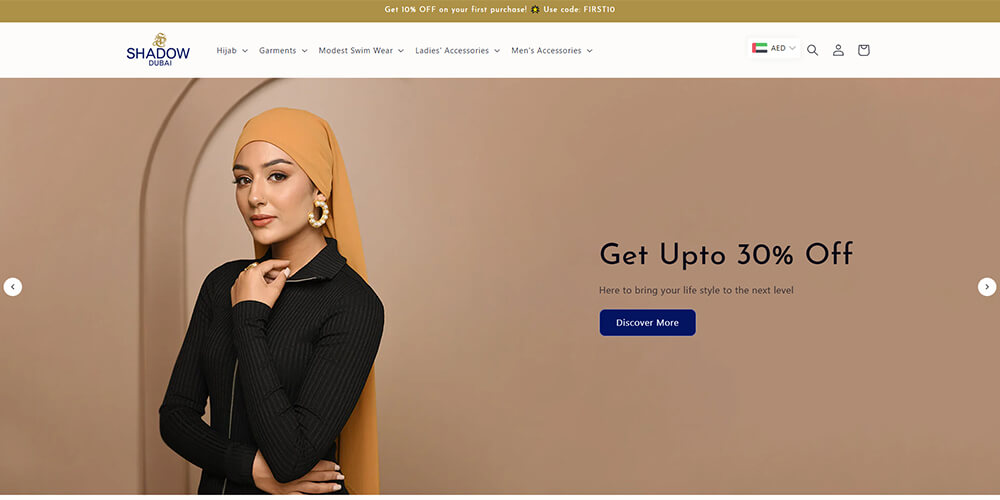 Get 10% OFF on your first purchase! Use code: FIRST10
SHADOW
DUBAI
Hijab
Garments
Modest Swim Wear
Ladies' Accessories
Men's Accessories
AED
Get Upto 30% Off
Here to bring your life style to the next level
Discover More